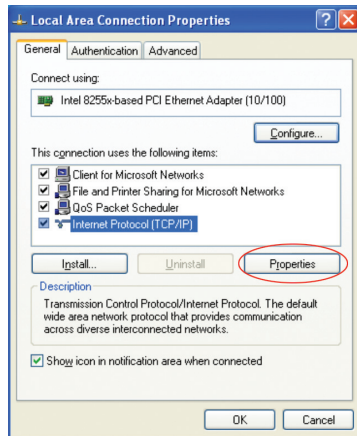 Local Area Connection Properties
General Authentication Advanced
Connect using:
Intel 8255x-based PCI Ethernet Adapter (10/100)
Configure...
This connection uses the following items:
Client for Microsoft Networks
File and Printer Sharing for Microsoft Networks
QoS Packet Scheduler
Internet Protocol (TCP/IP)
Install... Uninstall Properties
Description
Transmission Control Protocol/Internet Protocol. The default
wide area network protocol that provides communication
across diverse interconnected networks.
Show icon in notification area when connected
OK Cancel